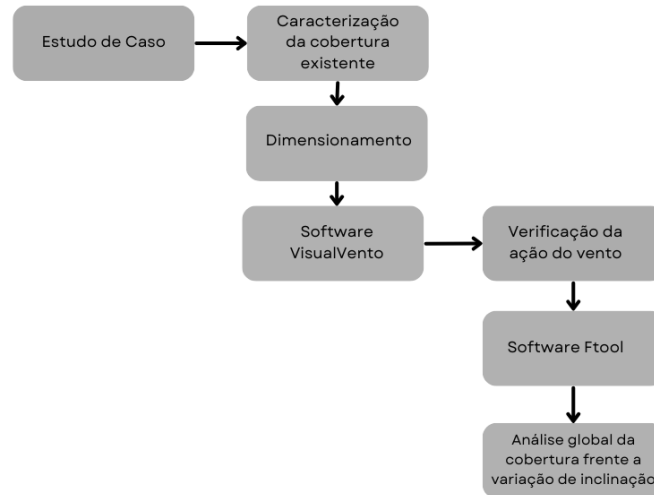 Estudo de Caso
Caracterização
da cobertura
existente
Dimensionamento
Software
VisualVento
Verificação da
ação do vento
Software Ftool
Análise global da
cobertura frente a
variação de inclinação